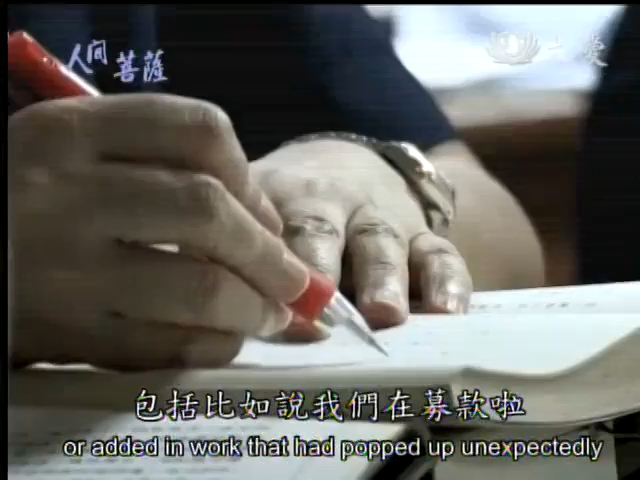 人間
菩薩
大愛
包括比如說我們在募款啦
or added in work that had popped up unexpectedly